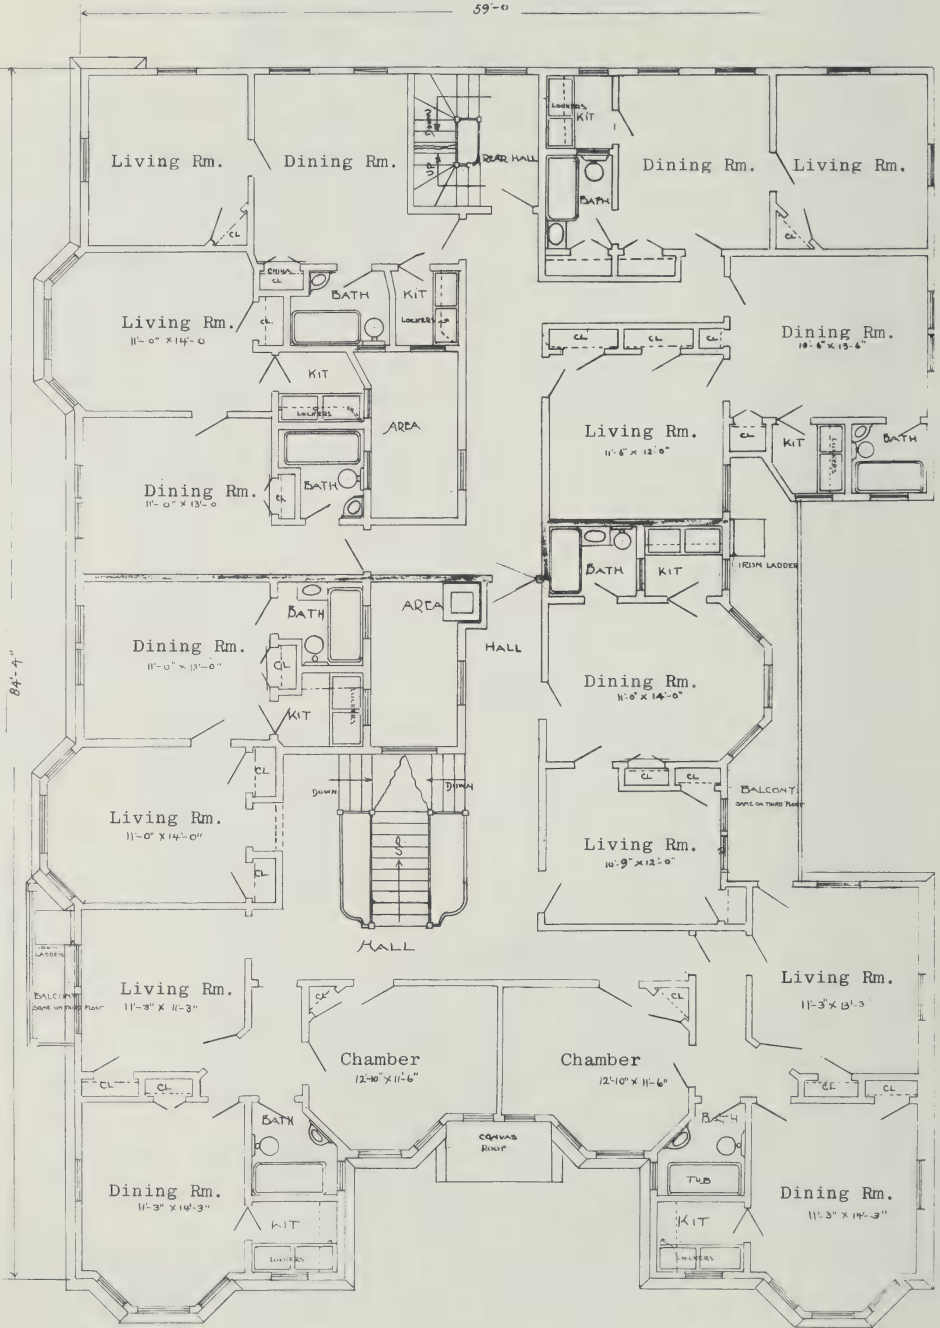 59'-0
LOCKERS
KIT
DOWN
UP
REAR HALL
Living Rm.
Dining Rm.
Dining Rm.
Living Rm.
BATH
CL
CL
CHINA
CL
BATH
KIT
LOCKERS
Living Rm.
11'-0" X 14'-0
CL
Dining Rm.
10'-6" X 13'-6"
CL
CL
CL
KIT
LOCKERS
AREA
Living Rm.
11'-6" X 12'-0"
CL
KIT
LOCKERS
BATH
Dining Rm.
11'-0" X 13'-0
CL
BATH
BATH
KIT
IRON LADDER
BATH
AREA
HALL
Dining Rm.
11'-0" X 13'-0"
CL
KIT
LOCKERS
Dining Rm.
11'-0" X 14'-0"
84'-4"
CL
DOWN
DOWN
CL
CL
BALCONY
SAME ON THIRD FLOOR
Living Rm.
11'-0" X 14'-0"
UP
Living Rm.
10'-9" X 12'-0"
CL
HALL
IRON
LADDER
BALCONY
SAME ON THIRD FLOOR
Living Rm.
11'-3" X 11'-3"
Living Rm.
11'-3" X 13'-3
CL
CL
Chamber
12'-10" X 11'-6"
Chamber
12'-10" X 11'-6"
CL
CL
CL
CL
BATH
CANVAS
ROOF
BATH
TUB
Dining Rm.
11'-3" X 14'-3"
Dining Rm.
11'-3" X 14'-3"
KIT
LOCKERS
KIT
LOCKERS